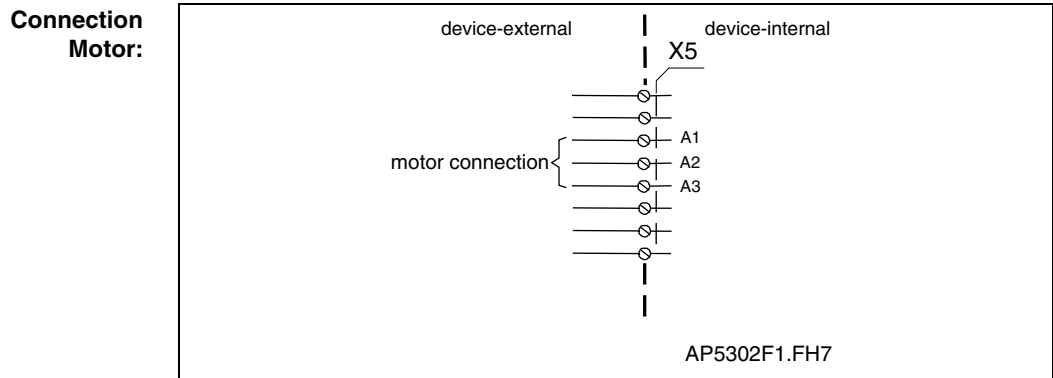 Connection
Motor:
device-external device-internal
X5
A1
motor connection A2
A3
AP5302F1.FH7